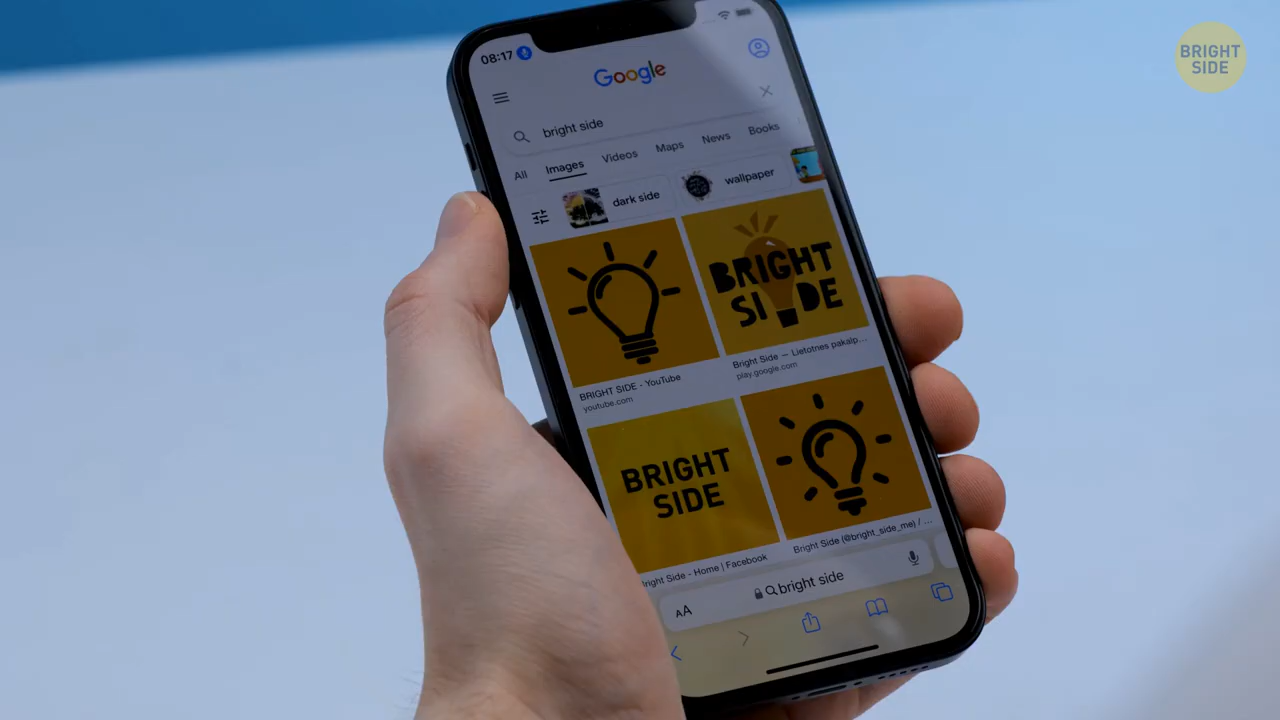 BRIGHT
SIDE
08:17
Google
bright side
All Images Videos Maps News Books
dark side
wallpaper
BRIGHT
SIDE
BRIGHT SIDE - YouTube
youtube.com
Bright Side — Lietotnes pakalp...
play.google.com
BRIGHT
SIDE
Bright Side - Home | Facebook
Bright Side (@bright_side_me) / ...
AA bright side